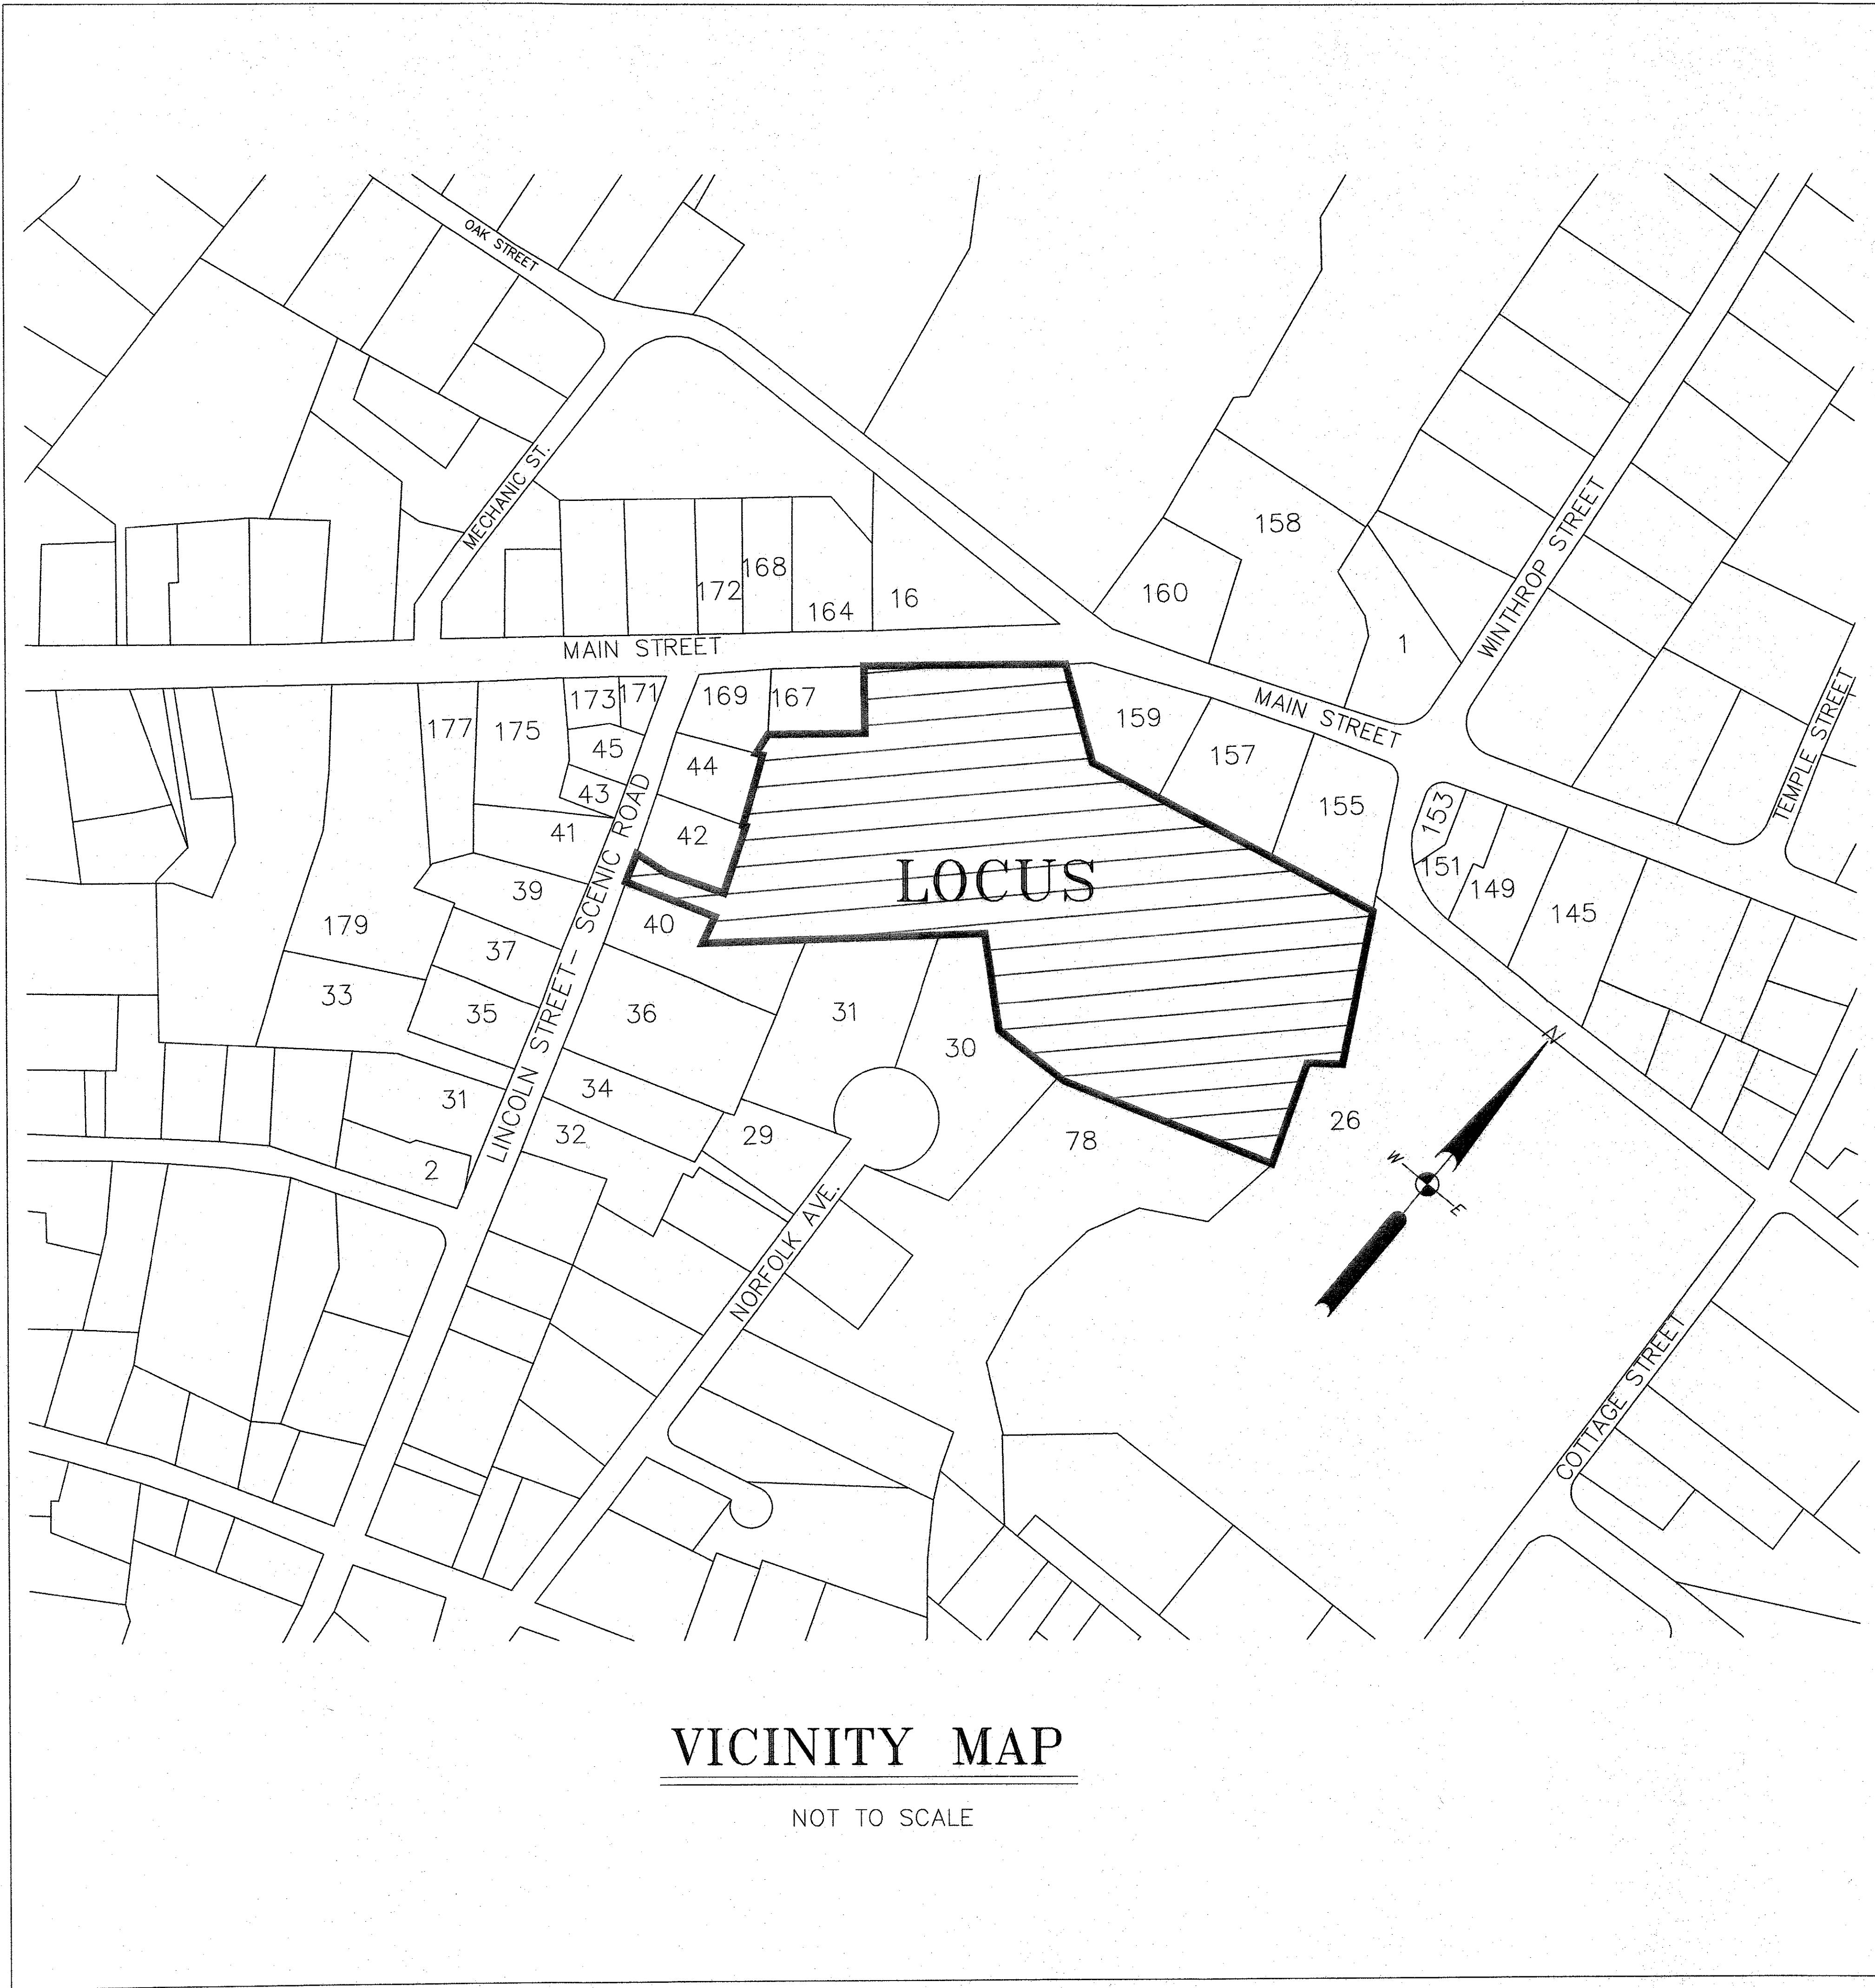 OAK STREET
MECHANIC ST.
WINTHROP STREET
158
168
172
160
16
164
1
MAIN STREET
MAIN STREET
TEMPLE STREET
173
171
169
167
177
175
159
45
157
44
43
155
153
41
42
LINCOLN STREET- SCENIC ROAD
LOCUS
151
149
39
145
179
40
37
33
35
36
31
30
N
31
34
32
29
78
26
2
W
E
NORFOLK AVE.
COTTAGE STREET
VICINITY MAP
NOT TO SCALE